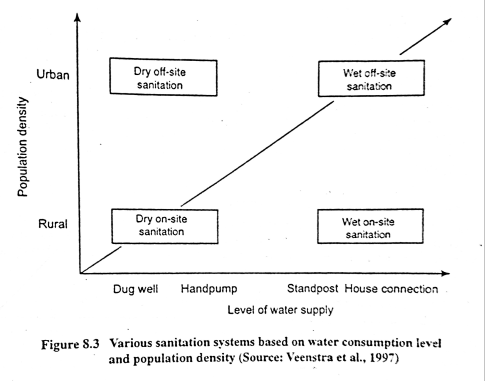 Urban
Dry off-site
sanitation
Wet off-site
sanitation
Population density
Rural
Dry on-site
sanitation
Wet on-site
sanitation
Dug well Handpump Standpost House connection
Level of water supply
Figure 8.3 Various sanitation systems based on water consumption level
and population density (Source: Veenstra et al., 1997)